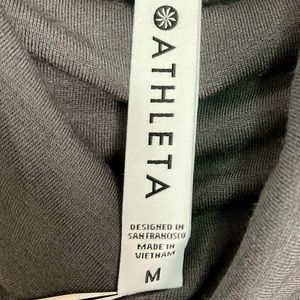 ATHLETA
DESIGNED IN
SAN FRANCISCO
MADE IN
VIETNAM
M